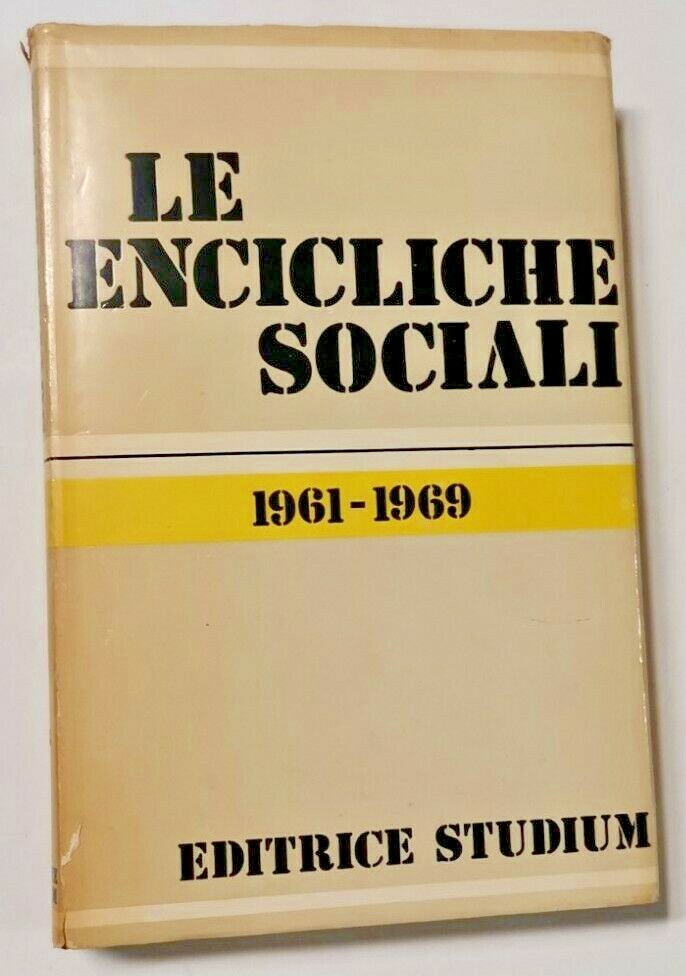 LE
ENCICLICHE
SOCIALI
1961-1969
EDITRICE STUDIUM